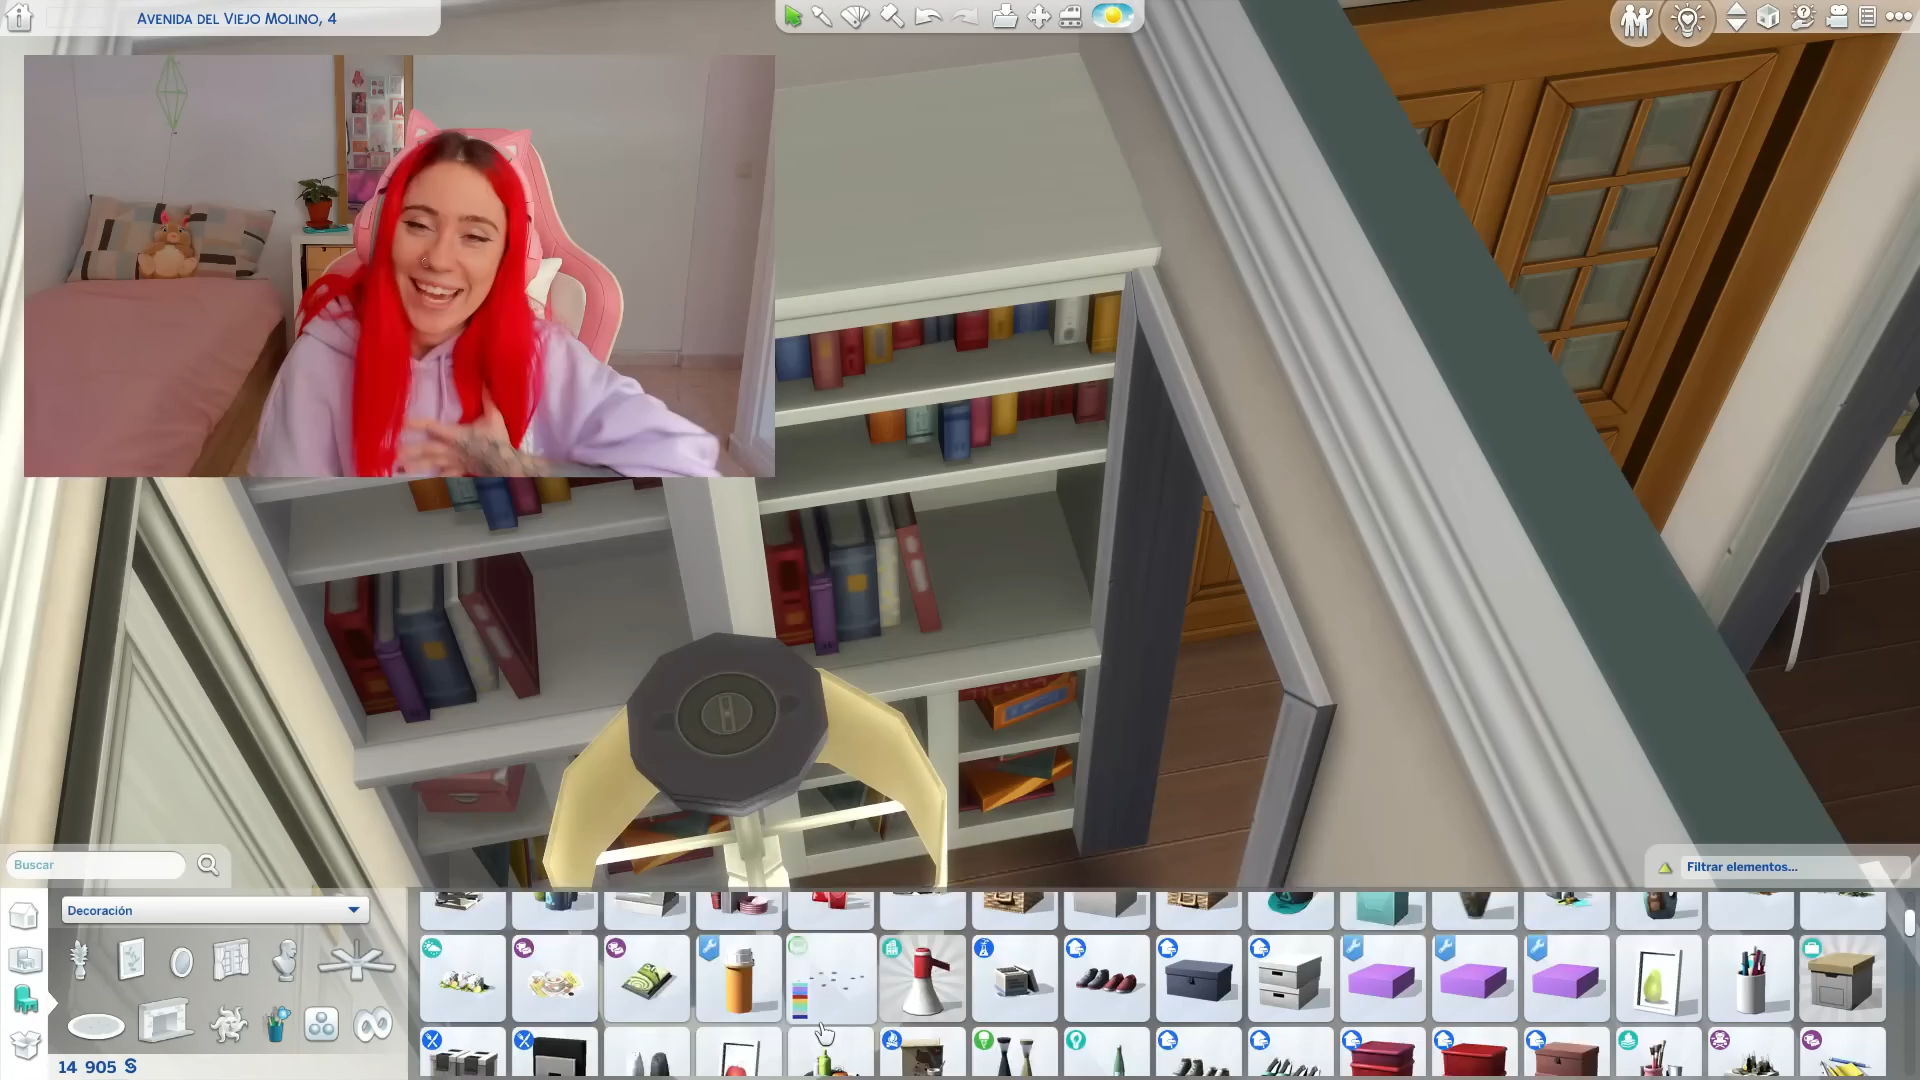 AVENIDA DEL VIEJO MOLINO, 4
Buscar
Filtrar elementos...
Decoración
14 905 $